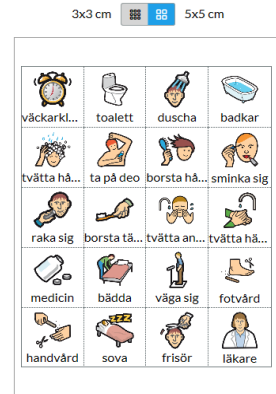 3x3 cm 5x5 cm
väckarkl... toalett duscha badkar
tvätta hå... ta på deo borsta hå... sminka sig
raka sig borsta tä... tvätta an... tvätta hä...
medicin bädda väga sig fotvård
handvård sova frisör läkare